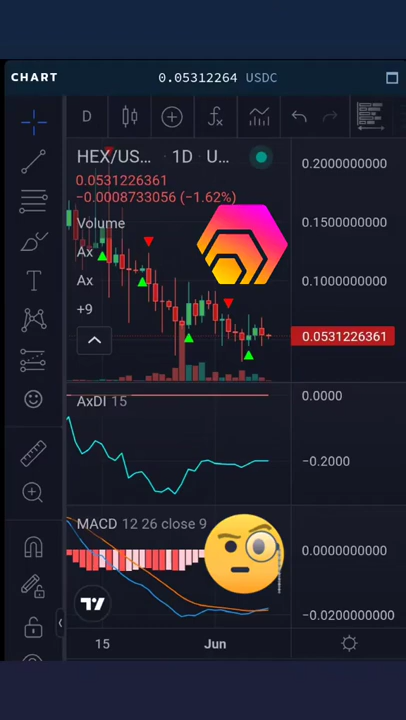 CHART
0.05312264 USDC
D
HEX/US... · 1D · U...
0.0531226361
−0.0008733056 (−1.62%)
Volume
Ax
Ax
+9
0.2000000000
0.1500000000
0.1000000000
0.0531226361
AxDI 15
0.0000
−0.2000
MACD 12 26 close 9
0.0000000000
−0.0200000000
15
Jun